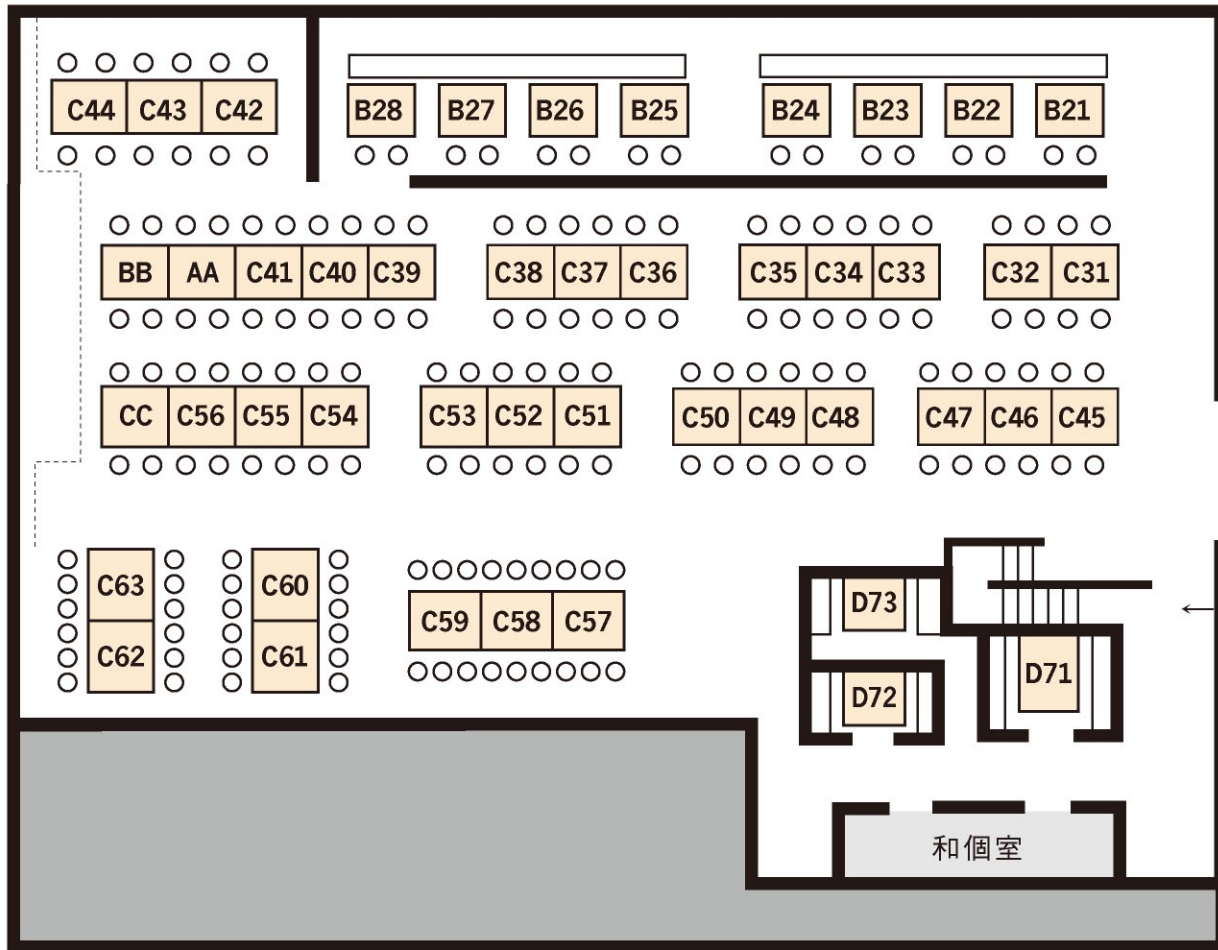 C44 C43 C42
B28 B27 B26 B25 B24 B23 B22 B21
BB AA C41 C40 C39 C38 C37 C36 C35 C34 C33 C32 C31
CC C56 C55 C54 C53 C52 C51 C50 C49 C48 C47 C46 C45
C63 C60
C62 C61
C59 C58 C57
D73
D72
D71
和個室